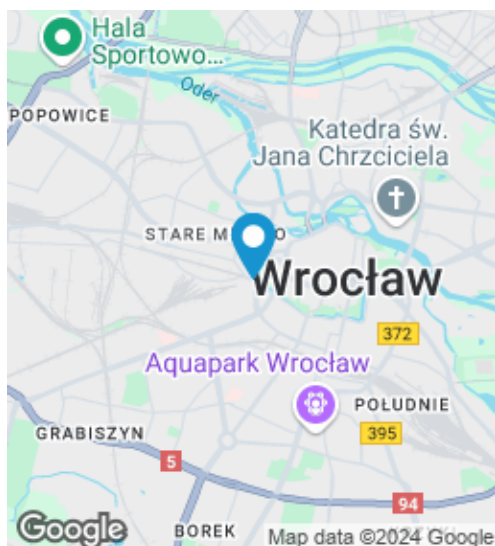 Hala
Sportowo...
Oder
POPOWICE
Katedra św.
Jana Chrzciciela
Wrocław
372
Aquapark Wrocław
POŁUDNIE
GRABISZYN
395
5
94
Google
BOREK
Map data ©2024 Google